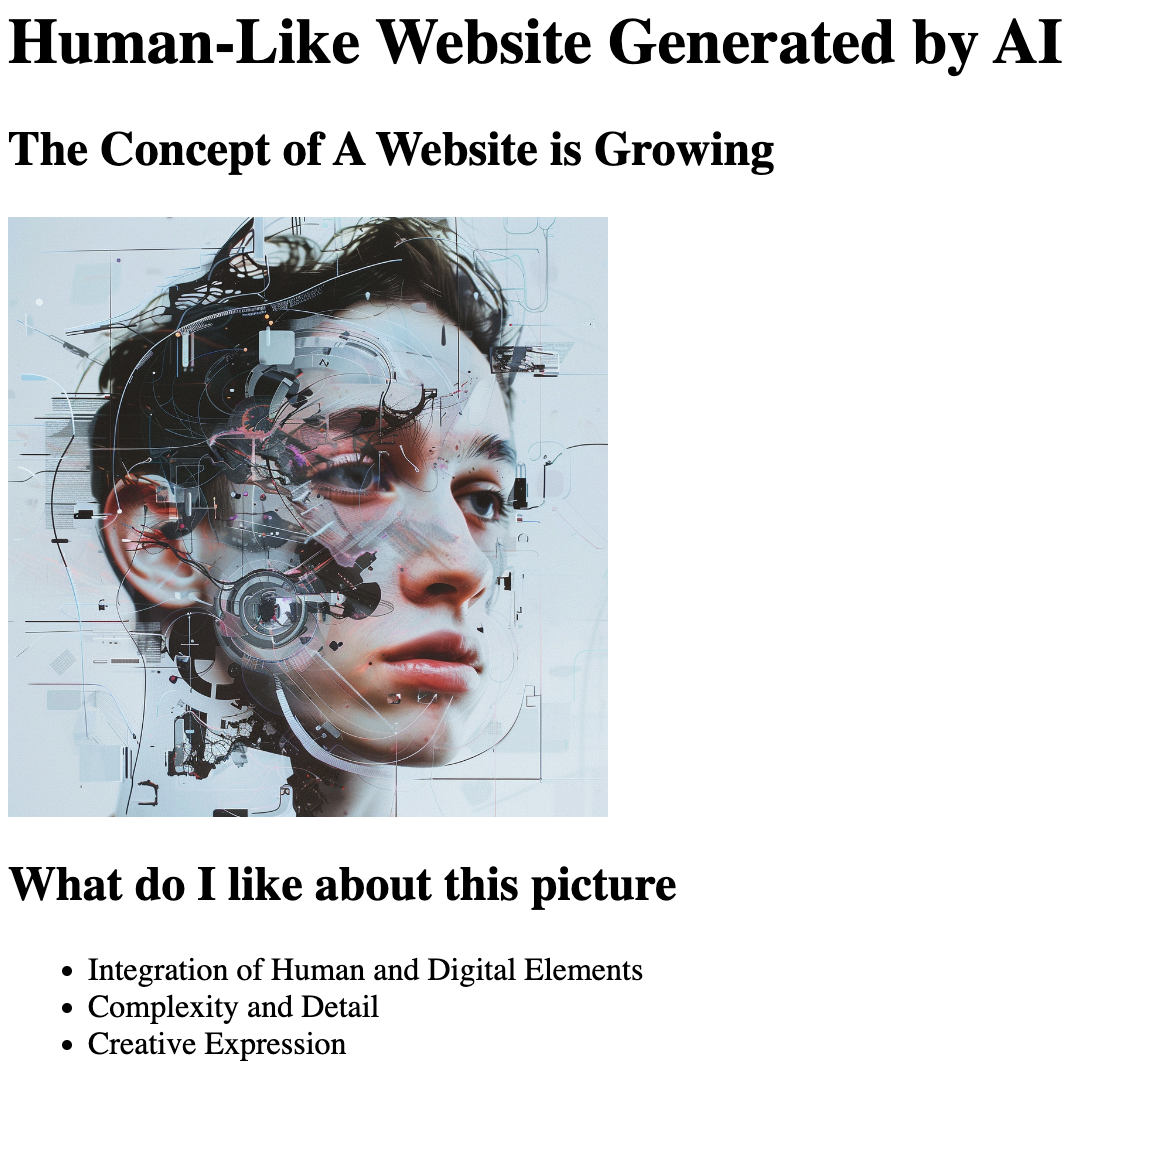 Human-Like Website Generated by AI
The Concept of A Website is Growing
What do I like about this picture
Integration of Human and Digital Elements
Complexity and Detail
Creative Expression